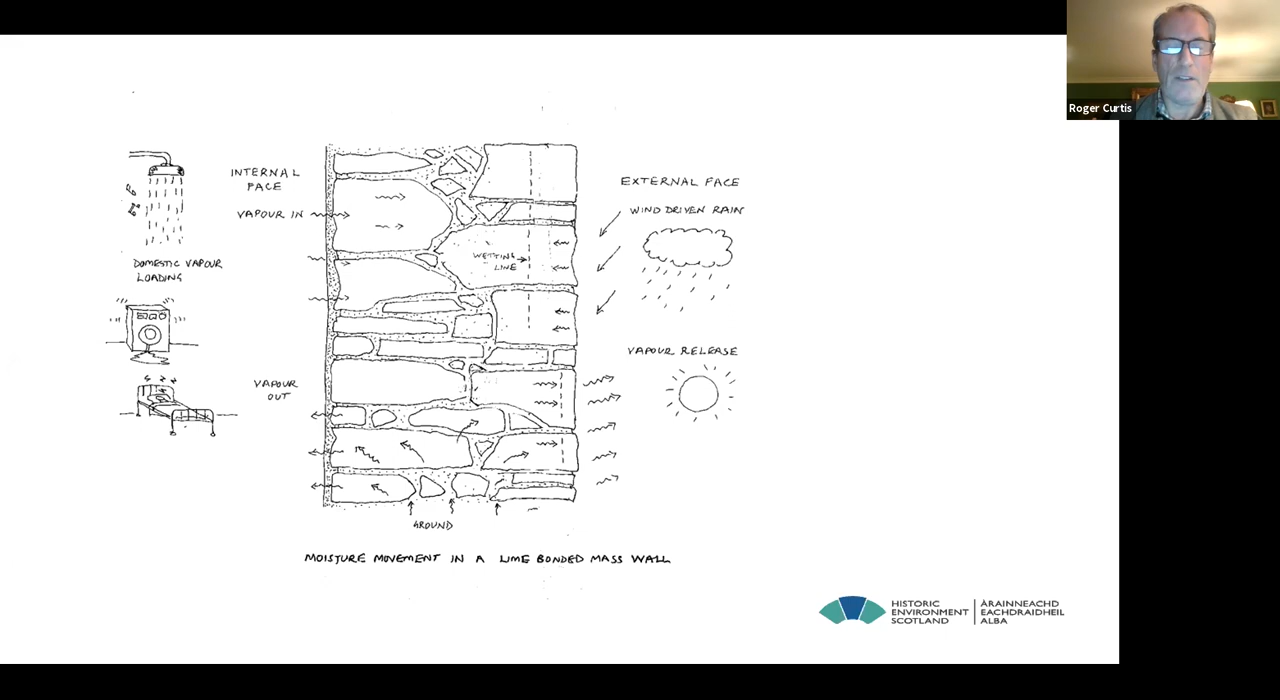 Roger Curtis
INTERNAL
FACE
VAPOUR IN
EXTERNAL FACE
WIND DRIVEN RAIN
WETTING
LINE
DOMESTIC VAPOUR
LOADING
VAPOUR RELEASE
VAPOUR
OUT
GROUND
MOISTURE MOVEMENT IN A LIME BONDED MASS WALL
HISTORIC
ENVIRONMENT
SCOTLAND
ÀRAINNEACHD
EACHDRAIDHEIL
ALBA